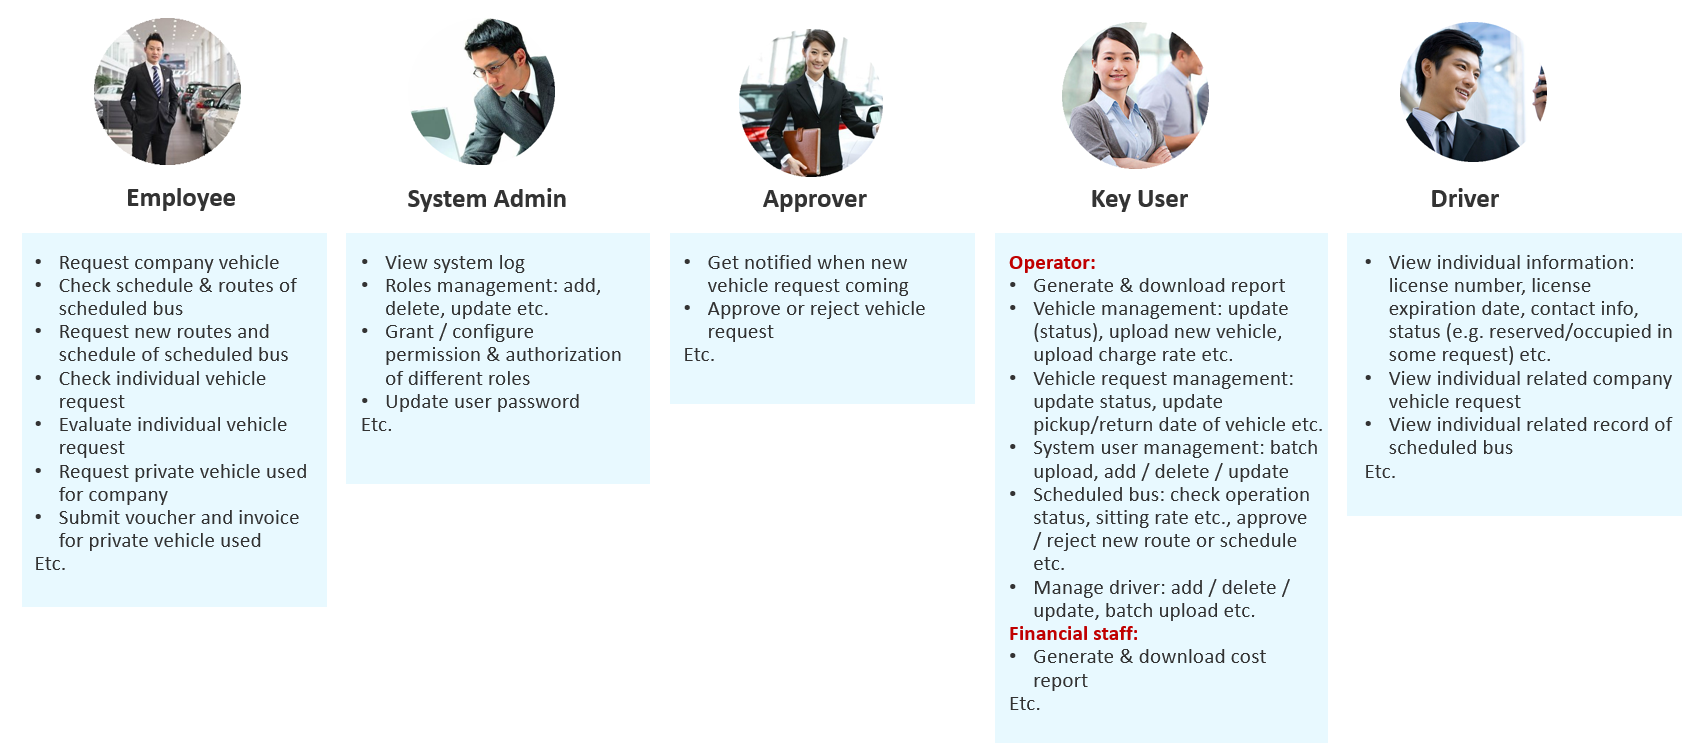 Employee
• Request company vehicle
• Check schedule & routes of
scheduled bus
• Request new routes and
schedule of scheduled bus
• Check individual vehicle
request
• Evaluate individual vehicle
request
• Request private vehicle used
for company
• Submit voucher and invoice
for private vehicle used
Etc.
System Admin
• View system log
• Roles management: add,
delete, update etc.
• Grant / configure
permission & authorization
of different roles
• Update user password
Etc.
Approver
• Get notified when new
vehicle request coming
• Approve or reject vehicle
request
Etc.
Key User
Operator:
• Generate & download report
• Vehicle management: update
(status), upload new vehicle,
upload charge rate etc.
• Vehicle request management:
update status, update
pickup/return date of vehicle etc.
• System user management: batch
upload, add / delete / update
• Scheduled bus: check operation
status, sitting rate etc., approve
/ reject new route or schedule
etc.
• Manage driver: add / delete /
update, batch upload etc.
Financial staff:
• Generate & download cost
report
Etc.
Driver
• View individual information:
license number, license
expiration date, contact info,
status (e.g. reserved/occupied in
some request) etc.
• View individual related company
vehicle request
• View individual related record of
scheduled bus
Etc.